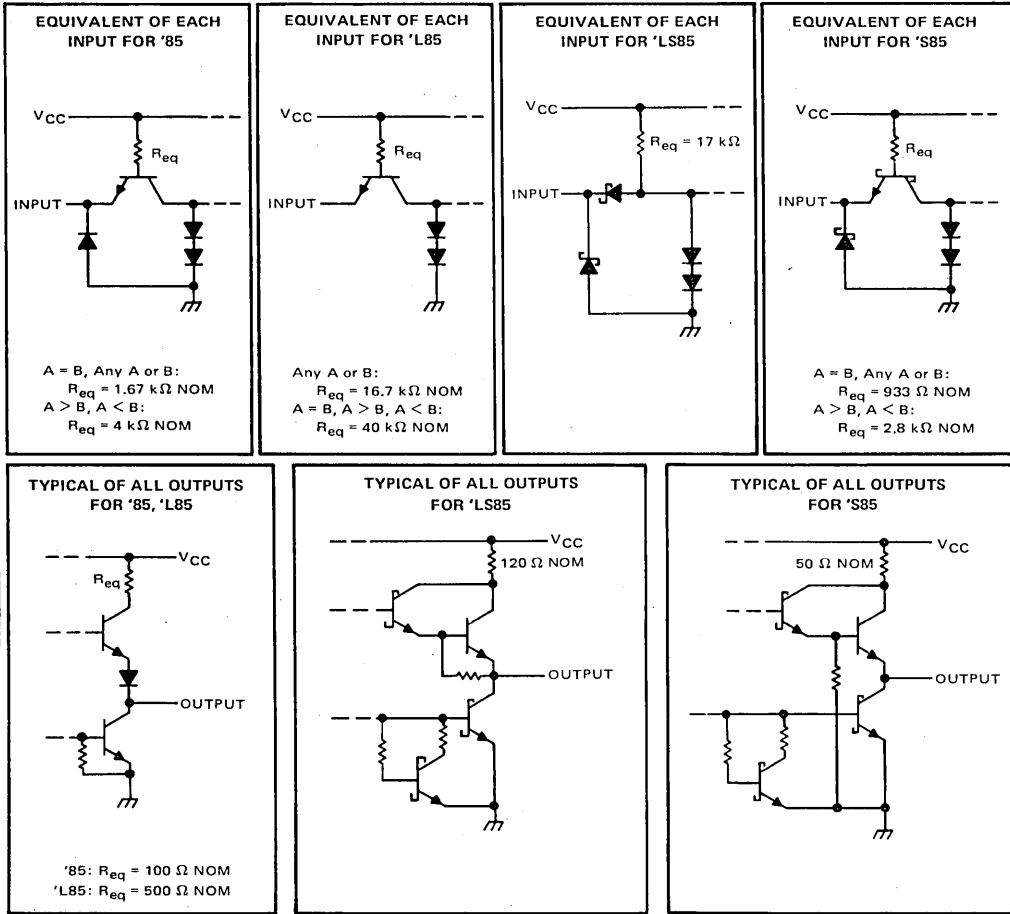 EQUIVALENT OF EACH
INPUT FOR '85
VCC
Req
INPUT
A = B, Any A or B:
Req = 1.67 kΩ NOM
A > B, A < B:
Req = 4 kΩ NOM
EQUIVALENT OF EACH
INPUT FOR 'L85
VCC
Req
INPUT
Any A or B:
Req = 16.7 kΩ NOM
A = B, A > B, A < B:
Req = 40 kΩ NOM
EQUIVALENT OF EACH
INPUT FOR 'LS85
VCC
Req = 17 kΩ
INPUT
EQUIVALENT OF EACH
INPUT FOR 'S85
VCC
Req
INPUT
A = B, Any A or B:
Req = 933 Ω NOM
A > B, A < B:
Req = 2.8 kΩ NOM
TYPICAL OF ALL OUTPUTS
FOR '85, 'L85
VCC
Req
OUTPUT
'85: Req = 100 Ω NOM
'L85: Req = 500 Ω NOM
TYPICAL OF ALL OUTPUTS
FOR 'LS85
VCC
120 Ω NOM
OUTPUT
TYPICAL OF ALL OUTPUTS
FOR 'S85
VCC
50 Ω NOM
OUTPUT